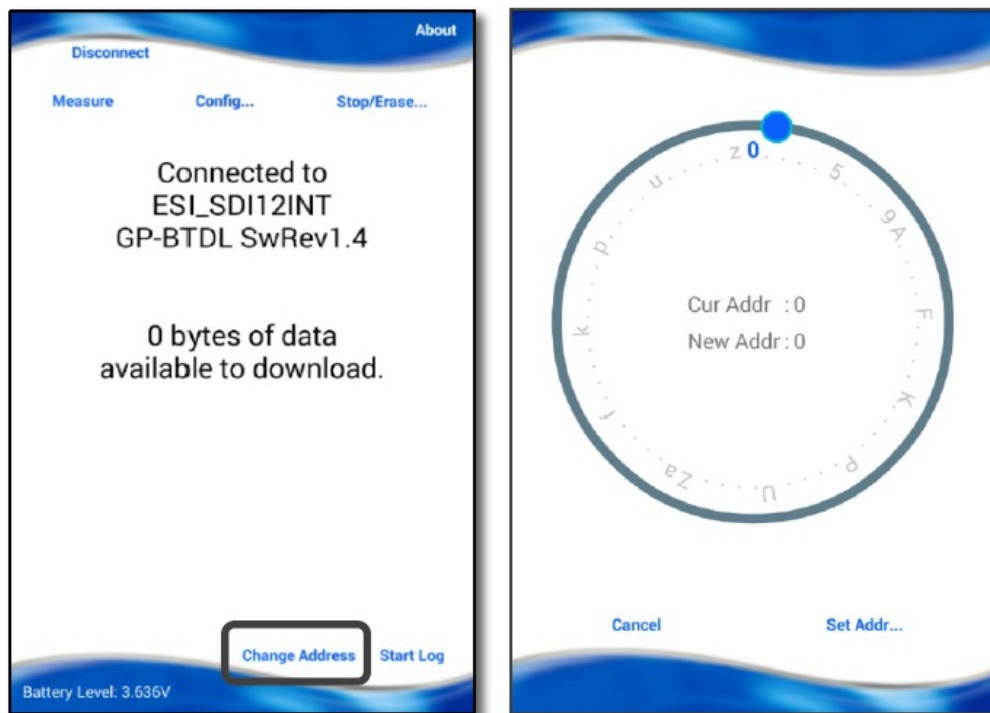 About
Disconnect
Measure Config... Stop/Erase...
Connected to
ESI_SDI12INT
GP-BTDL SwRev1.4
0 bytes of data
available to download.
Change Address Start Log
Battery Level: 3.636V
0 . . . . 5 . . . 9A . . . . F . . . . K . . . . P . . . . U . . . . Za . . . . f . . . . k . . . . p . . . . u . . . . z
Cur Addr : 0
New Addr : 0
Cancel Set Addr...